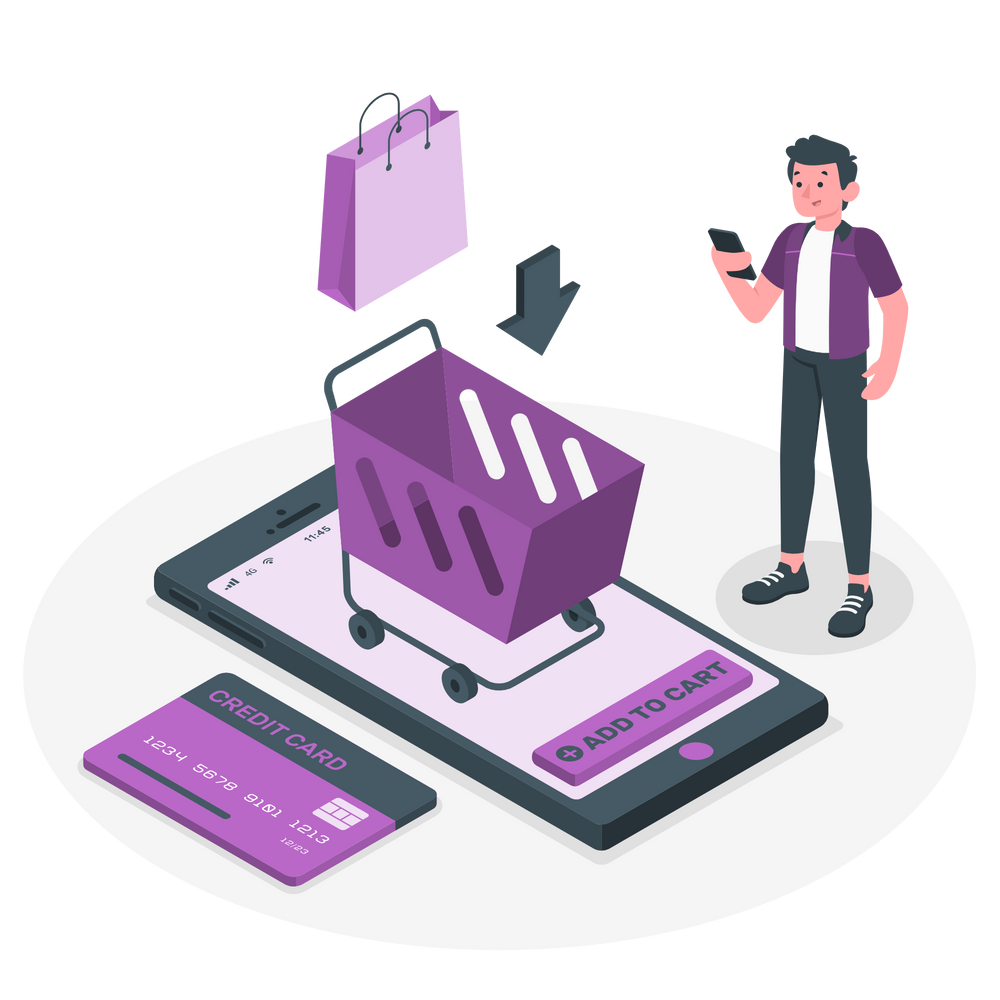 11:45
4G
ADD TO CART
CREDIT CARD
1234 5678 9101 1213
12/23